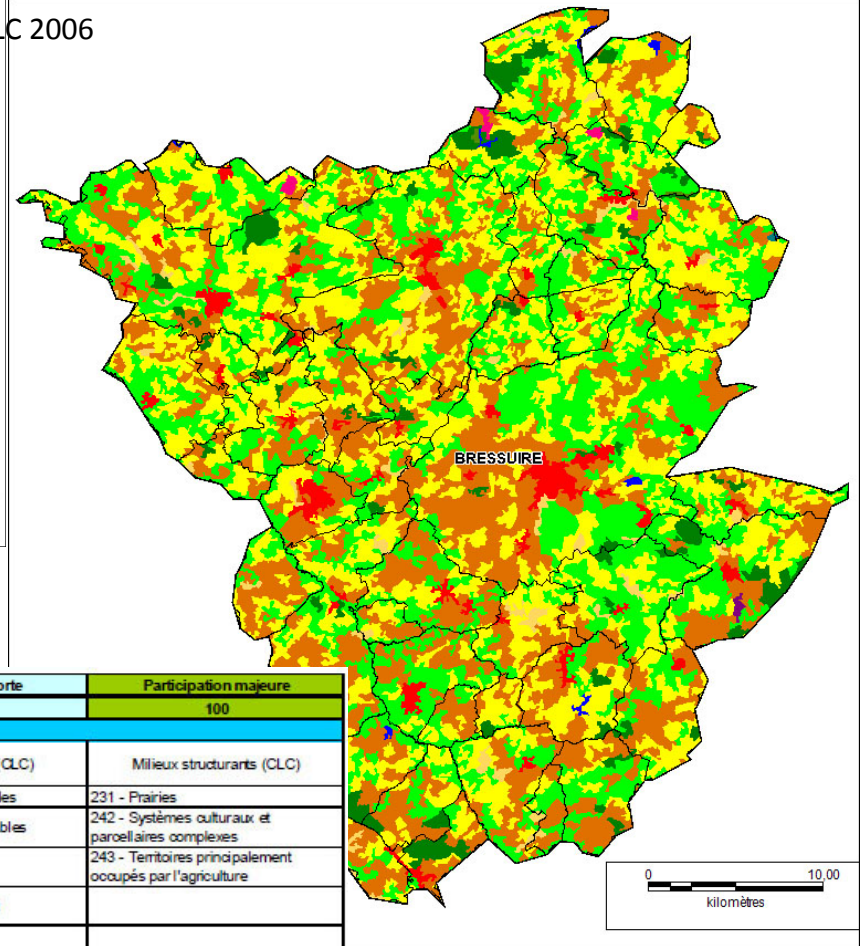 LC 2006
BRESSUIRE
orte Participation majeure
100
(CLC) Milieux structurants (CLC)
les 231 - Prairies
bles 242 - Systèmes culturaux et
parcellaires complexes
243 - Territoires principalement
occupés par l'agriculture
0 10,00
kilomètres